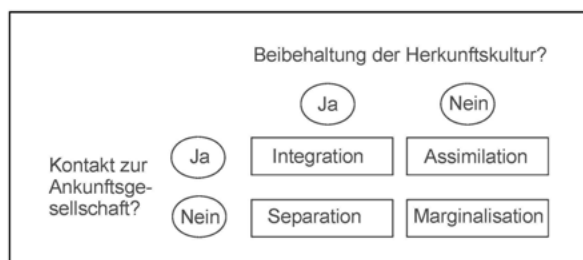 Beibehaltung der Herkunftskultur?
Ja
Nein
Kontakt zur
Ankunftsge-
sellschaft?
Ja
Integration
Assimilation
Nein
Separation
Marginalisation